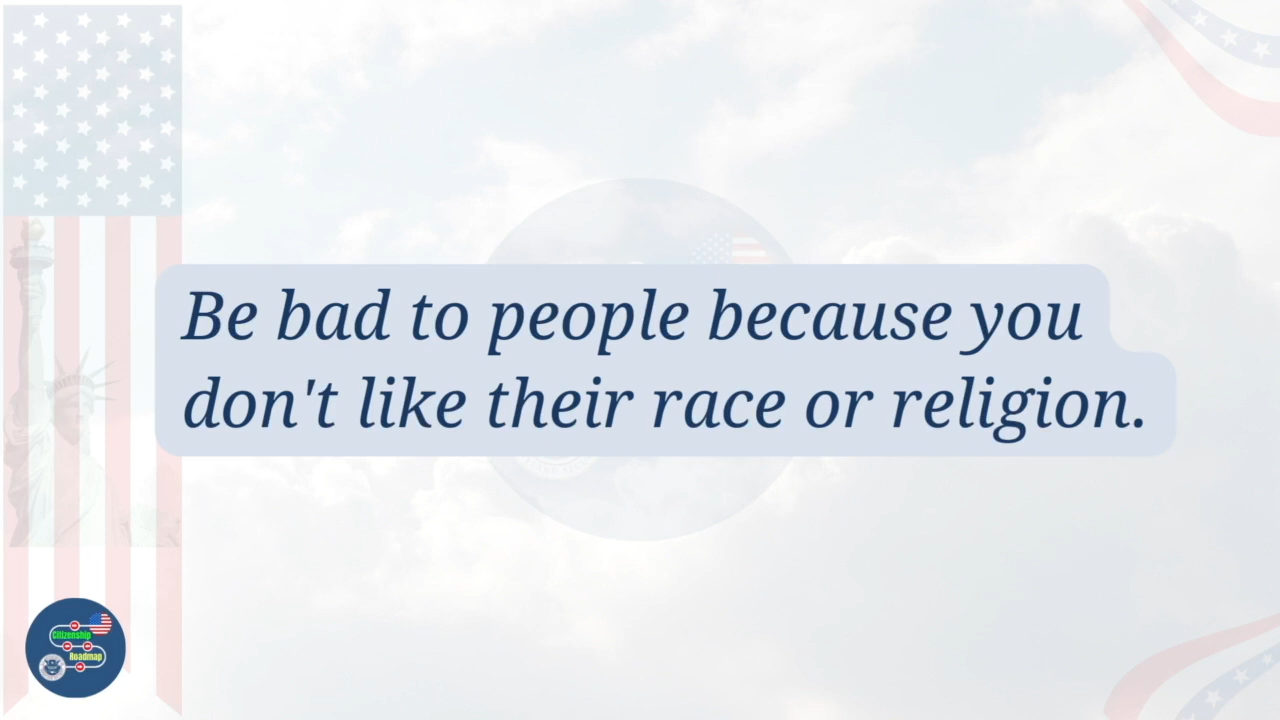 Be bad to people because you
don't like their race or religion.
Citizenship
Roadmap